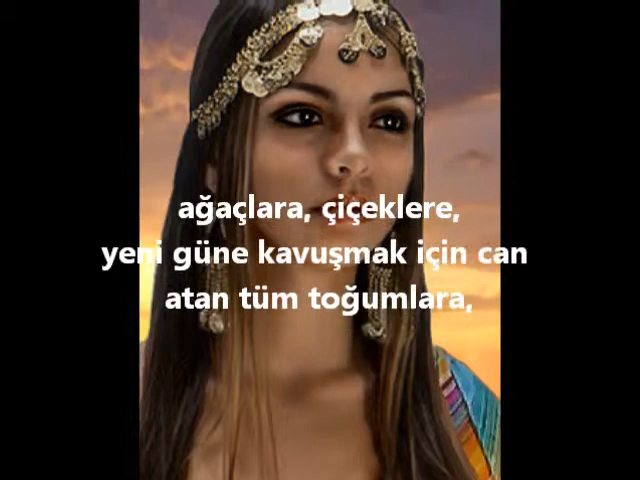 ağaçlara, çiçeklere,
yeni güne kavuşmak için can
atan tüm toğumlara,